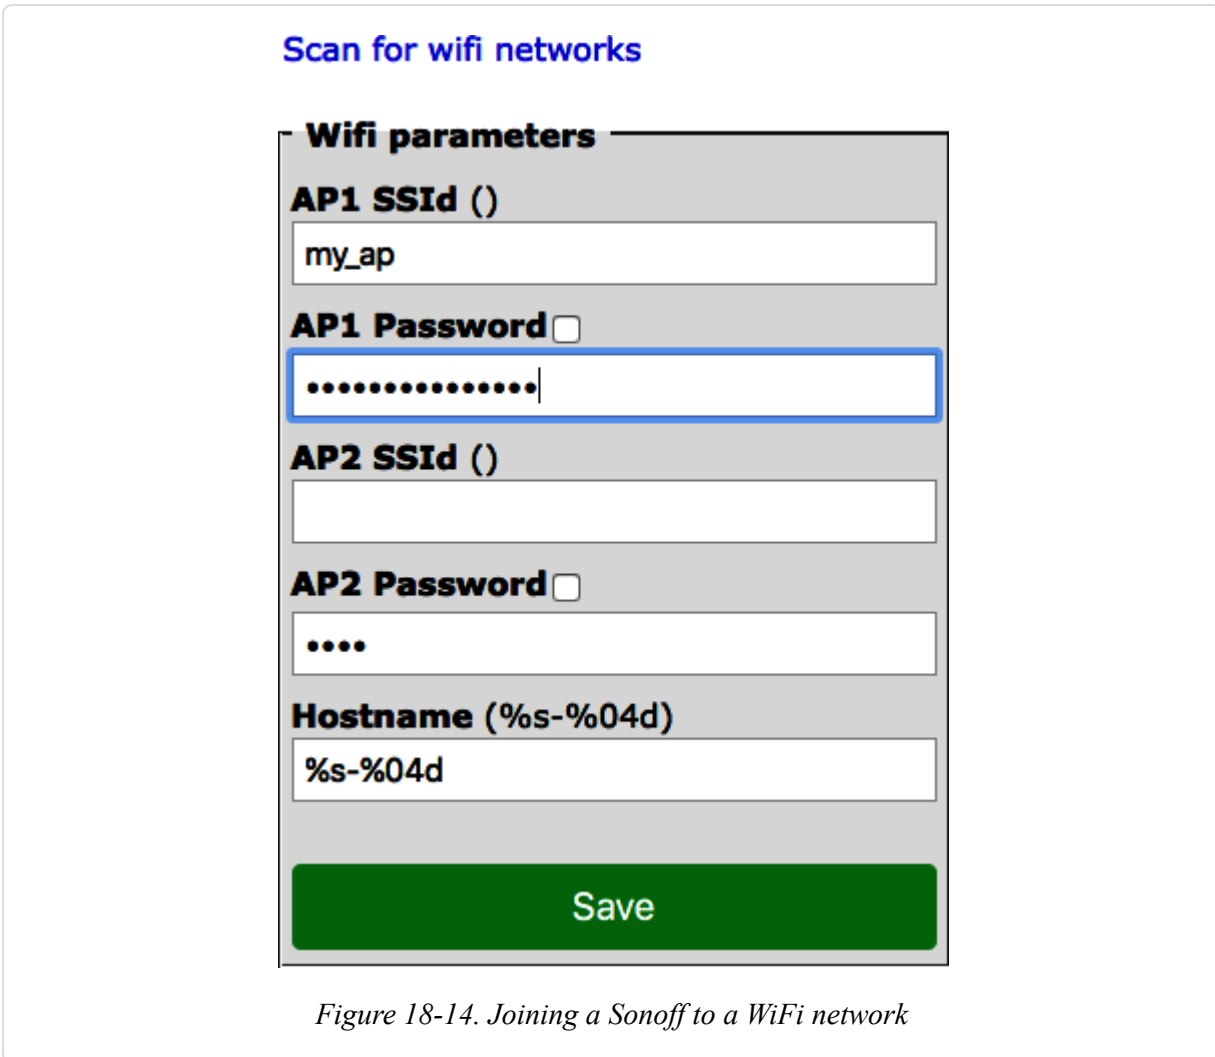 Scan for wifi networks
Wifi parameters
AP1 SSId ()
my_ap
AP1 Password
•••••••••••••••
AP2 SSId ()
AP2 Password
••••
Hostname (%s-%04d)
%s-%04d
Save
Figure 18-14. Joining a Sonoff to a WiFi network